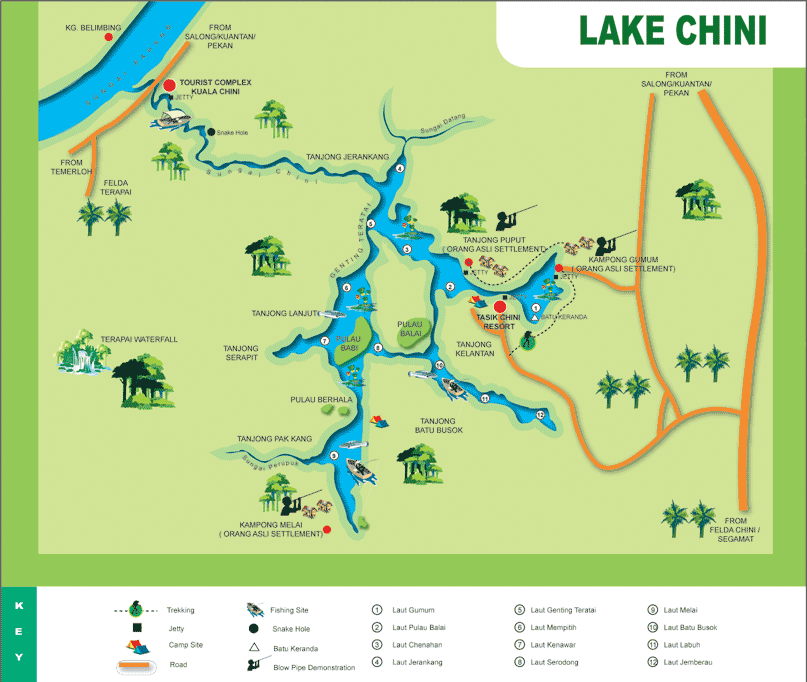 LAKE CHINI
KG. BELIMBING
FROM
SALONG/KUANTAN/
PEKAN
SUNGAI PAHANG
TOURIST COMPLEX
KUALA CHINI
JETTY
Snake Hole
FROM
TEMERLOH
FELDA
TERAPAI
Sungai Chini
TANJONG JERANKANG
Sungai Datang
FROM
SALONG/KUANTAN/
PEKAN
4
GENTING TERATAI
5
3
TANJONG PUPUT
( ORANG ASLI SETTLEMENT)
JETTY
KAMPONG GUMUM
( ORANG ASLI SETTLEMENT)
JETTY
2
6
JETTY
1
BATU KERANDA
TASIK CHINI
RESORT
TANJONG LANJUT
TERAPAI WATERFALL
TANJONG
SERAPIT
7
PULAU
BABI
PULAU
BALAI
8
TANJONG
KELANTAN
10
11
12
PULAU BERHALA
TANJONG
BATU BUSOK
TANJONG PAK KANG
Sungai Perupuk
9
KAMPONG MELAI
( ORANG ASLI SETTLEMENT)
FROM
FELDA CHINI /
SEGAMAT
KEY
Trekking
Jetty
Camp Site
Road
Fishing Site
Snake Hole
Batu Keranda
Blow Pipe Demonstration
1 Laut Gumum
2 Laut Pulau Balai
3 Laut Chenahan
4 Laut Jerankang
5 Laut Genting Teratai
6 Laut Mempitih
7 Laut Kenawar
8 Laut Serodong
9 Laut Melai
10 Laut Batu Busok
11 Laut Labuh
12 Laut Jemberau